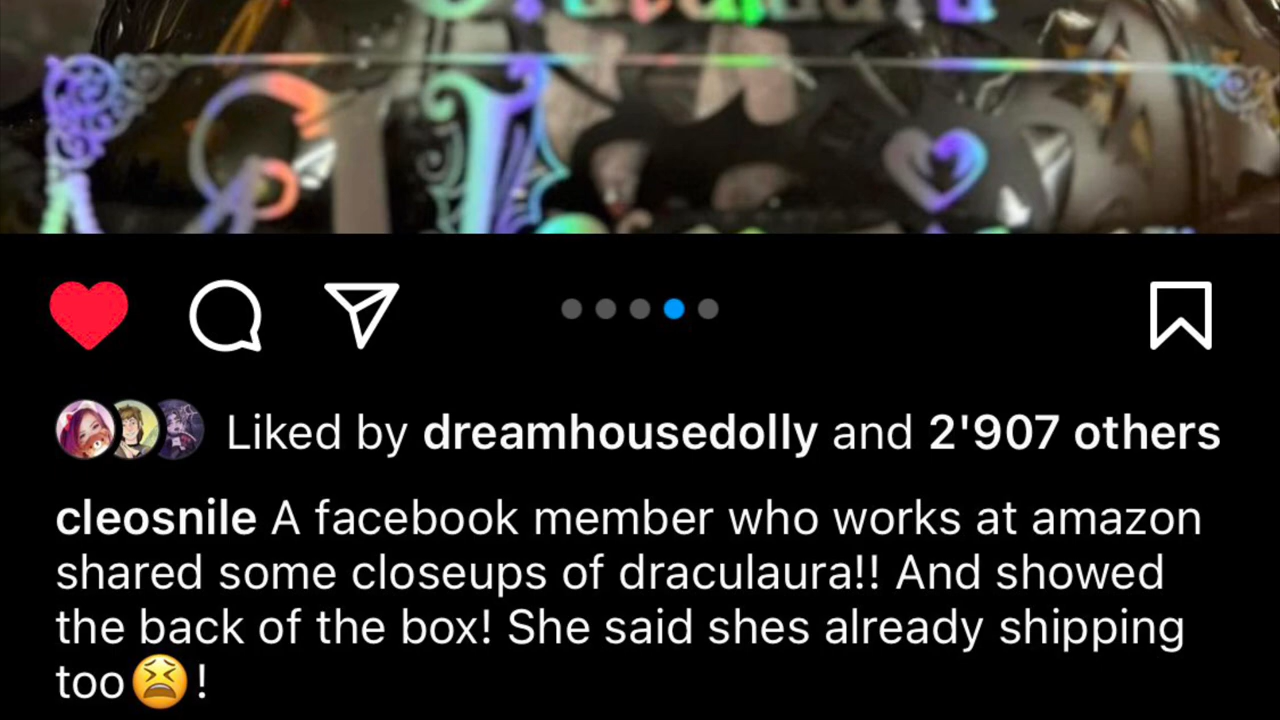 Liked by dreamhousedolly and 2'907 others
cleosnile A facebook member who works at amazon
shared some closeups of draculaura!! And showed
the back of the box! She said shes already shipping
too😫!